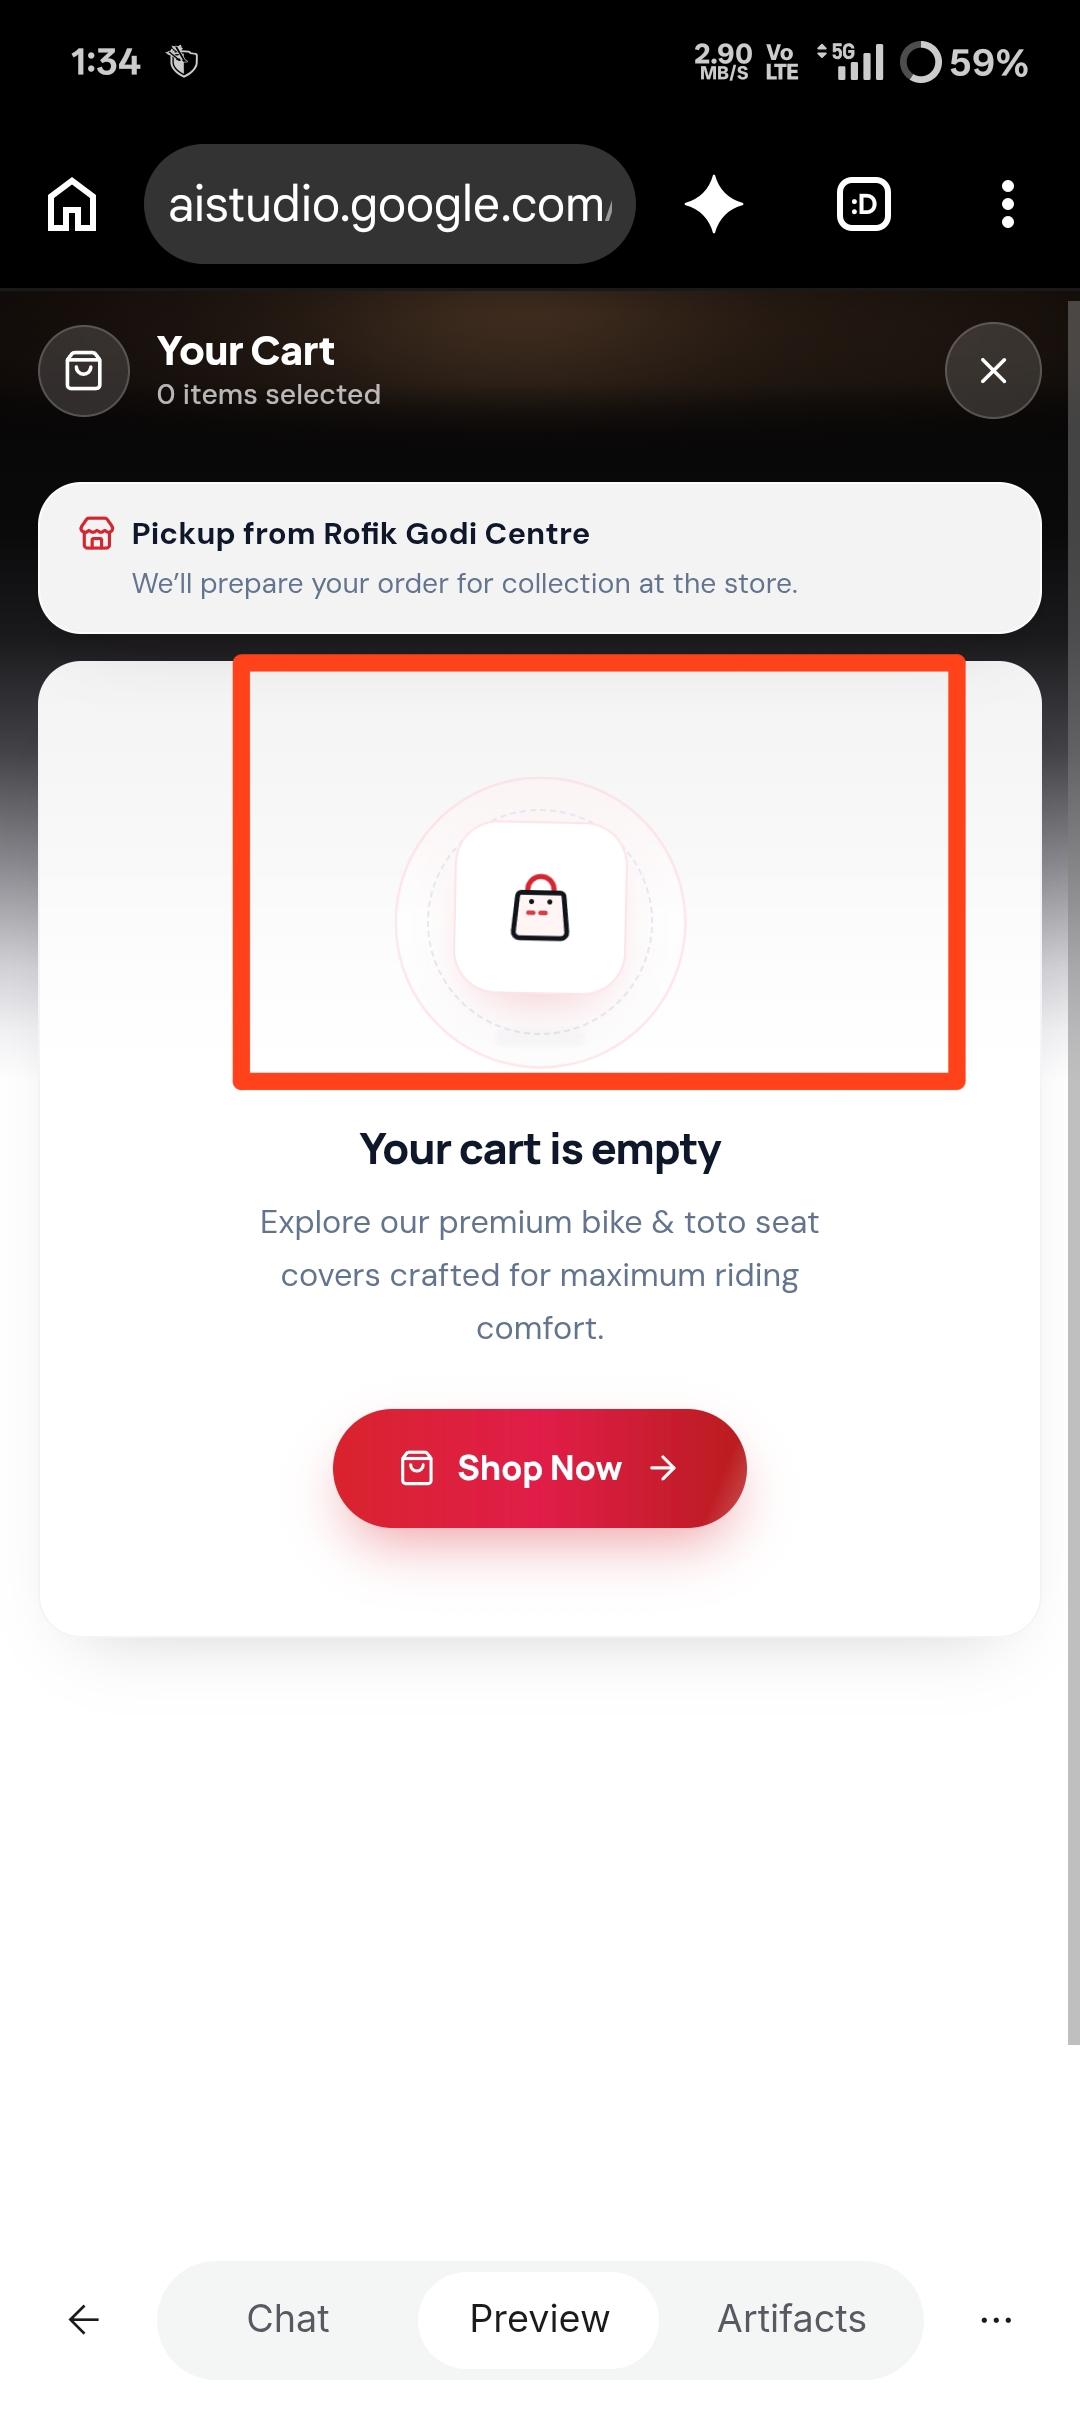 1:34
2.90 MB/S Vo LTE 5G 59%
aistudio.google.com/
:D
Your Cart
0 items selected
Pickup from Rofik Godi Centre
We’ll prepare your order for collection at the store.
Your cart is empty
Explore our premium bike & toto seat
covers crafted for maximum riding
comfort.
Shop Now
Chat Preview Artifacts